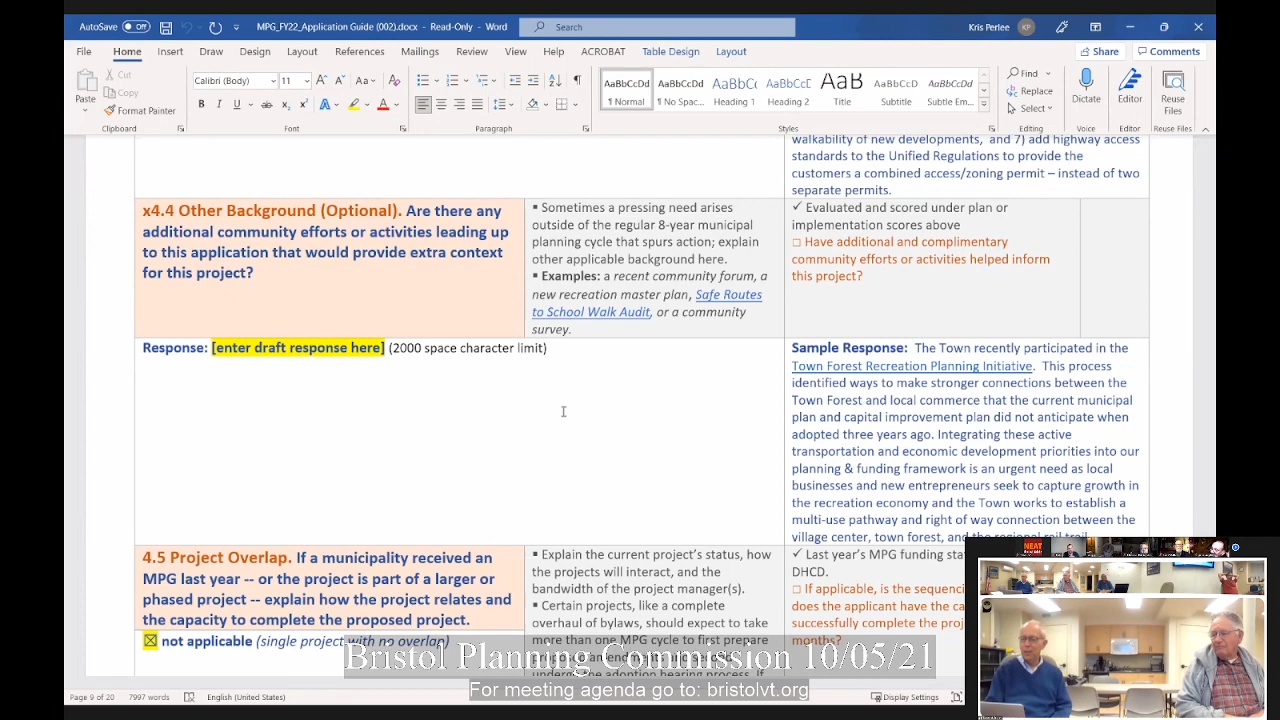 AutoSave Off MPG_FY22_Application Guide (002).docx - Read-Only - Word Search Kris Perlee KP
File Home Insert Draw Design Layout References Mailings Review View Help ACROBAT Table Design Layout Share Comments
Paste Cut Copy Format Painter
Calibri (Body) 11
AaBbCcDd ¶ Normal AaBbCcDd ¶ No Spac... AaBbCc Heading 1 AaBbCcC Heading 2 AaB Title AaBbCcD Subtitle AaBbCcDd Subtle Em...
Find Replace Select
Dictate Editor Reuse Files
Clipboard Font Paragraph Styles Editing Voice Editor Reuse Files
walkability of new developments, and 7) add highway access
standards to the Unified Regulations to provide the
customers a combined access/zoning permit – instead of two
separate permits.
x4.4 Other Background (Optional). Are there any
additional community efforts or activities leading up
to this application that would provide extra context
for this project?
▪ Sometimes a pressing need arises
outside of the regular 8-year municipal
planning cycle that spurs action; explain
other applicable background here.
▪ Examples: a recent community forum, a
new recreation master plan, Safe Routes
to School Walk Audit, or a community
survey.
✓ Evaluated and scored under plan or
implementation scores above
□ Have additional and complimentary
community efforts or activities helped inform
this project?
Response: [enter draft response here] (2000 space character limit)
Sample Response: The Town recently participated in the
Town Forest Recreation Planning Initiative. This process
identified ways to make stronger connections between the
Town Forest and local commerce that the current municipal
plan and capital improvement plan did not anticipate when
adopted three years ago. Integrating these active
transportation and economic development priorities into our
planning & funding framework is an urgent need as local
businesses and new entrepreneurs seek to capture growth in
the recreation economy and the Town works to establish a
multi-use pathway and right of way connection between the
village center, town forest, and the regional rail trail.
4.5 Project Overlap. If a municipality received an
MPG last year -- or the project is part of a larger or
phased project -- explain how the project relates and
the capacity to complete the proposed project.
☒ not applicable (single project with no overlap)
▪ Explain the current project's status, how
the projects will interact, and the
bandwidth of the project manager(s).
▪ Certain projects, like a complete
overhaul of bylaws, should expect to take
more than one MPG cycle to first prepare
✓ Last year's MPG funding
DHCD.
□ If applicable, is the
does the applicant have the
successfully complete the
months?
Bristol Planning Commission 10/05/21
For meeting agenda go to: bristolvt.org
Page 9 of 20 7997 words English (United States) Display Settings